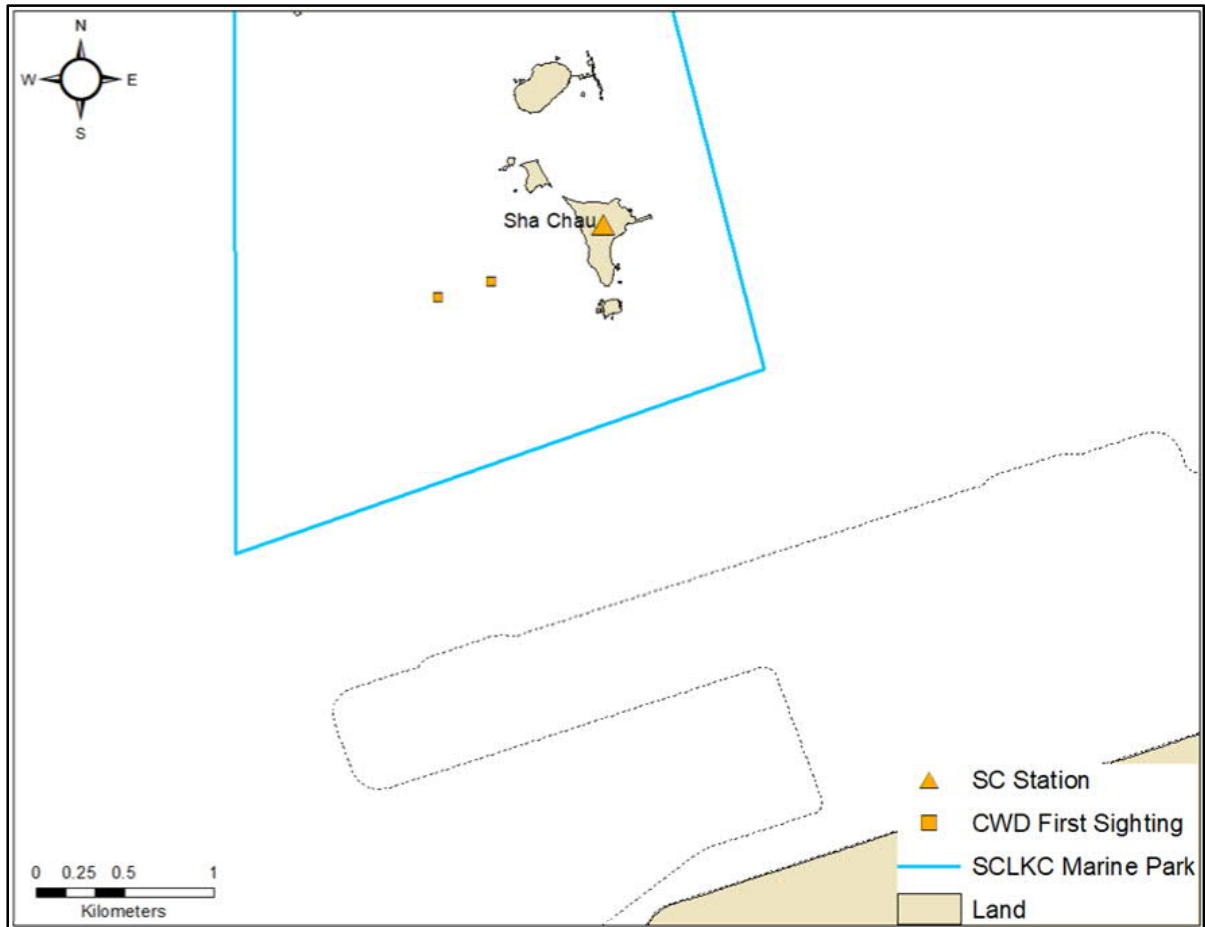 N
W E
S
Sha Chau
SC Station
CWD First Sighting
SCLKC Marine Park
Land
0 0.25 0.5 1
Kilometers